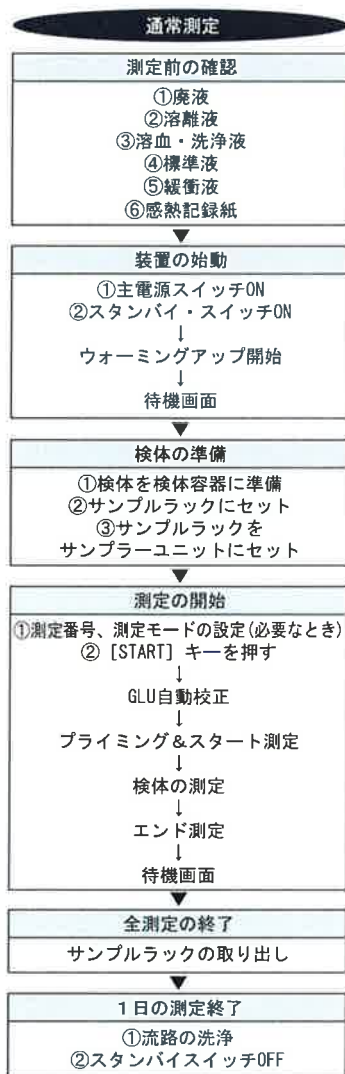 通常測定
測定前の確認
①廃液
②溶離液
③溶血・洗浄液
④標準液
⑤緩衝液
⑥感熱記録紙
▼
装置の始動
①主電源スイッチON
②スタンバイ・スイッチON
↓
ウォーミングアップ開始
↓
待機画面
▼
検体の準備
①検体を検体容器に準備
②サンプルラックにセット
③サンプルラックを
サンプラーユニットにセット
▼
測定の開始
①測定番号、測定モードの設定(必要なとき)
② [START] キーを押す
↓
GLU自動校正
↓
プライミング＆スタート測定
↓
検体の測定
↓
エンド測定
↓
待機画面
▼
全測定の終了
サンプルラックの取り出し
▼
1日の測定終了
①流路の洗浄
②スタンバイスイッチOFF